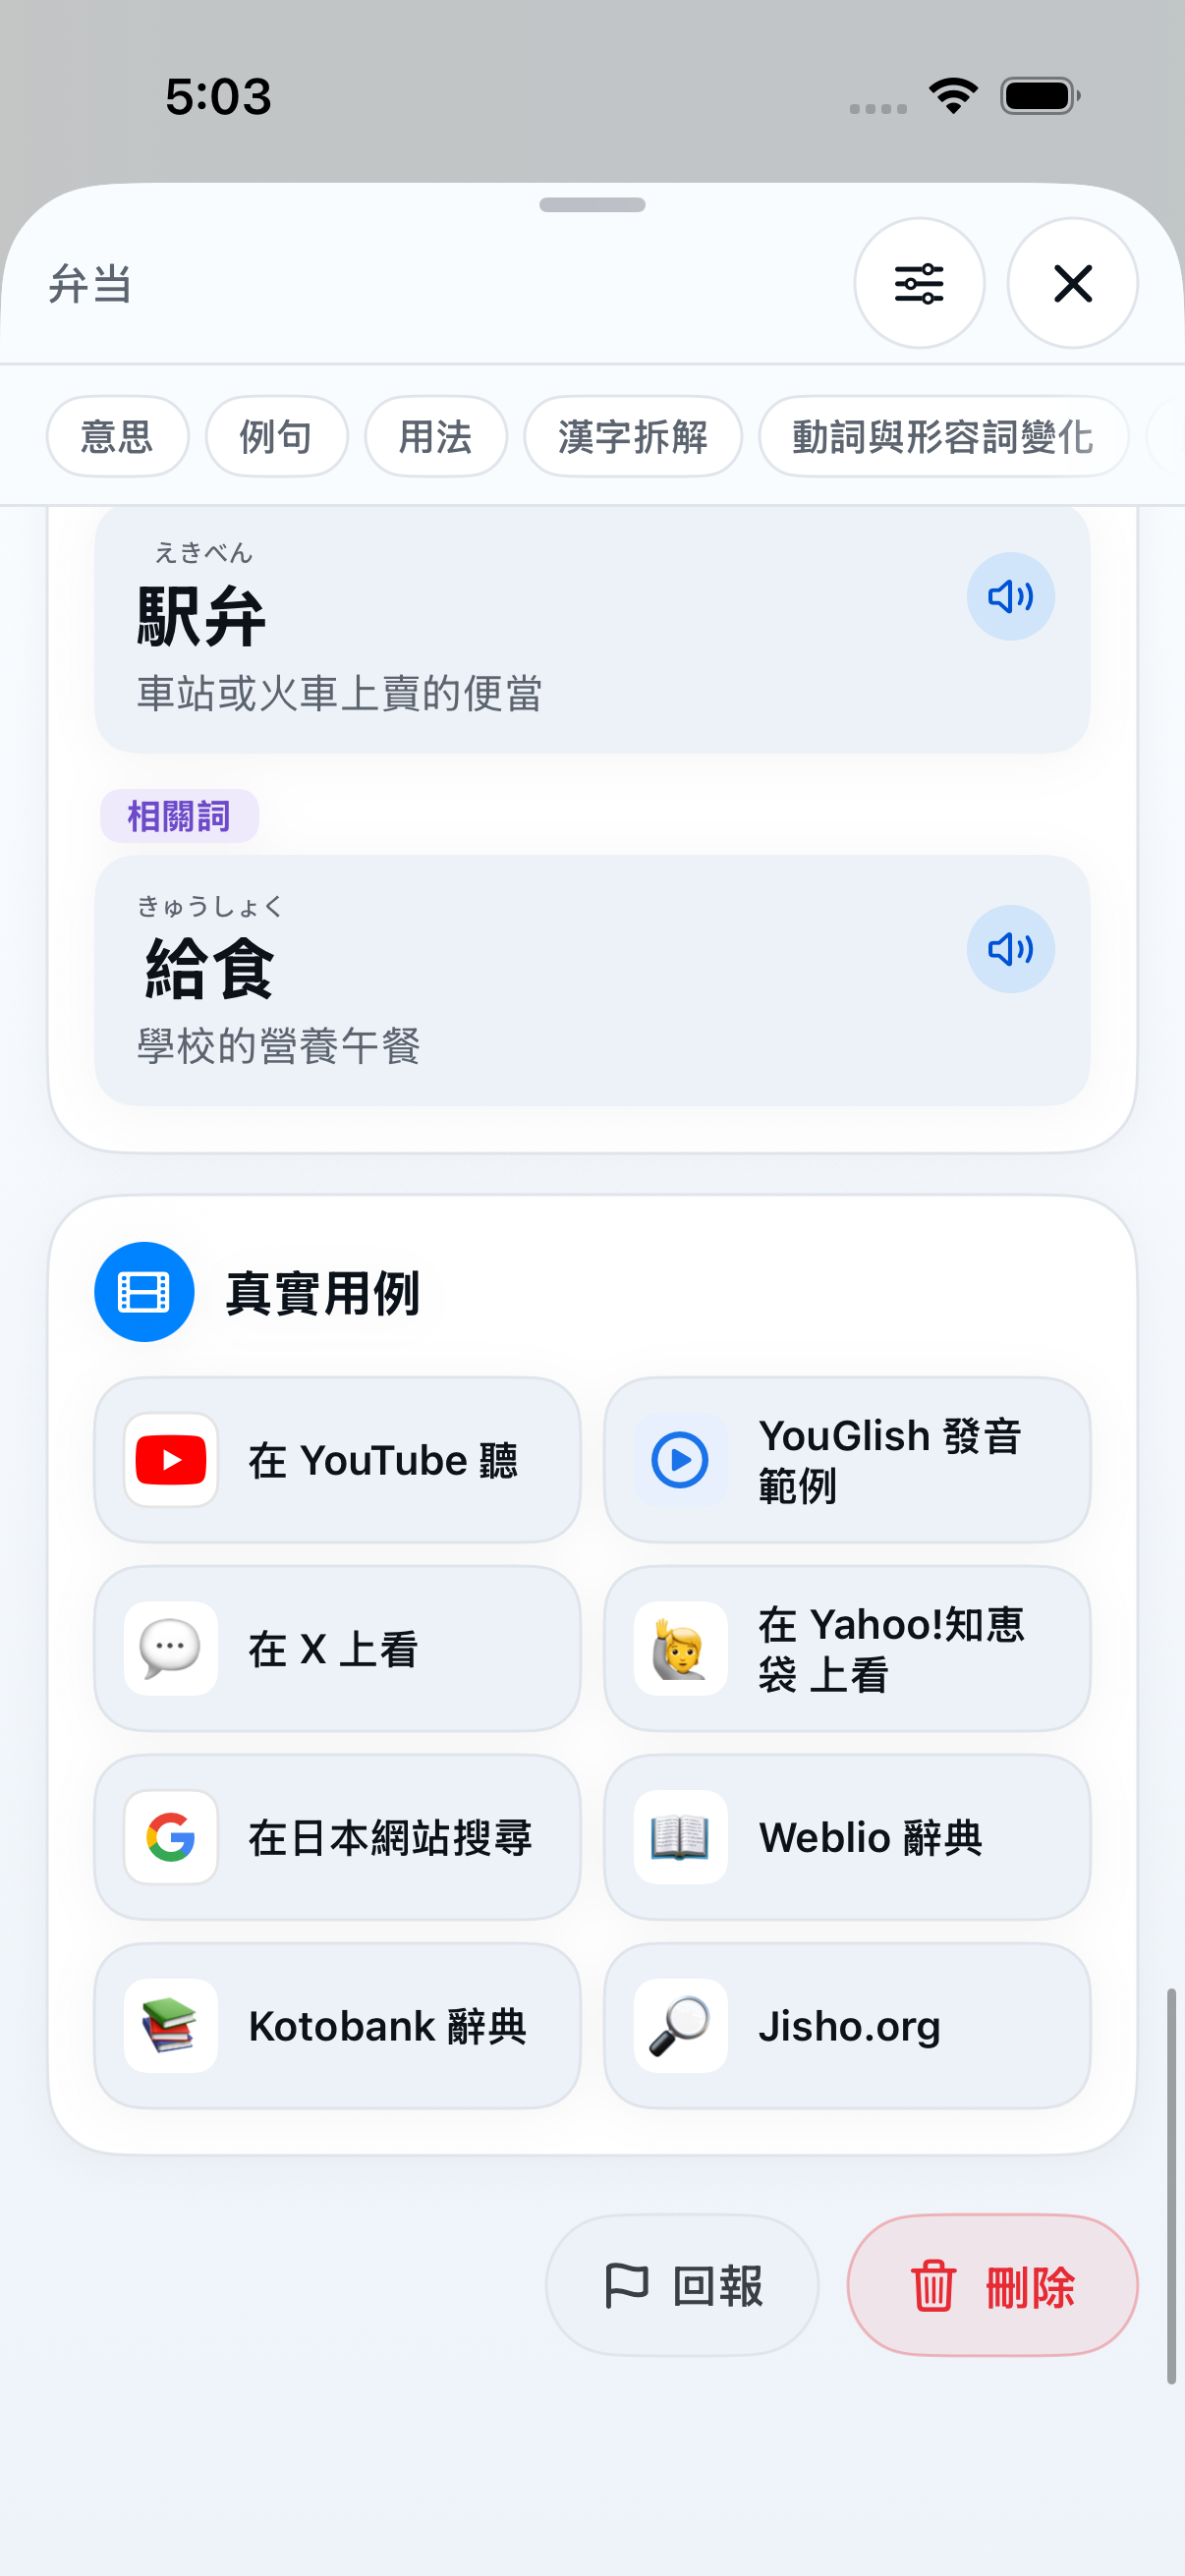 5:03
弁当
意思
例句
用法
漢字拆解
動詞與形容詞變化
えきべん
駅弁
車站或火車上賣的便當
相關詞
きゅうしょく
給食
學校的營養午餐
真實用例
在 YouTube 聽
YouGlish 發音
範例
在 X 上看
在 Yahoo!知恵
袋 上看
在日本網站搜尋
Weblio 辭典
Kotobank 辭典
Jisho.org
回報
刪除